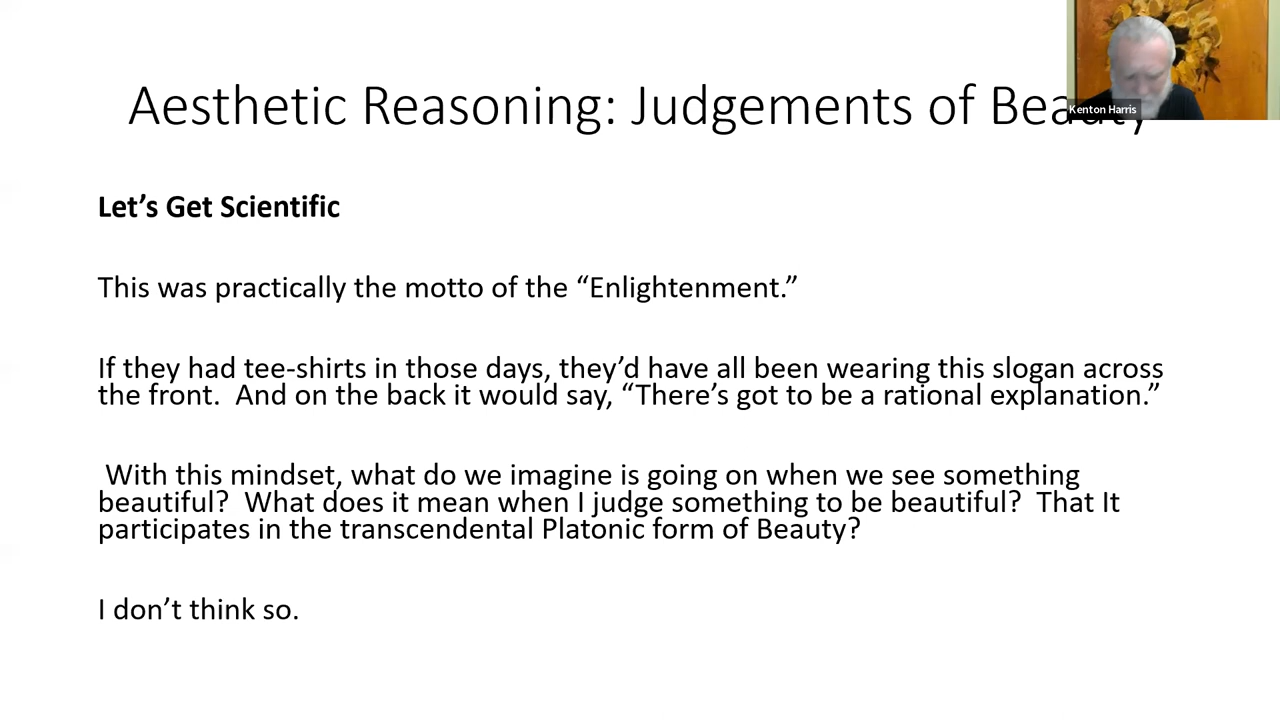 Aesthetic Reasoning: Judgements of Beauty
Kenton Harris
Let’s Get Scientific
This was practically the motto of the “Enlightenment.”
If they had tee-shirts in those days, they’d have all been wearing this slogan across
the front.  And on the back it would say, “There’s got to be a rational explanation.”
With this mindset, what do we imagine is going on when we see something
beautiful?  What does it mean when I judge something to be beautiful?  That It
participates in the transcendental Platonic form of Beauty?
I don’t think so.